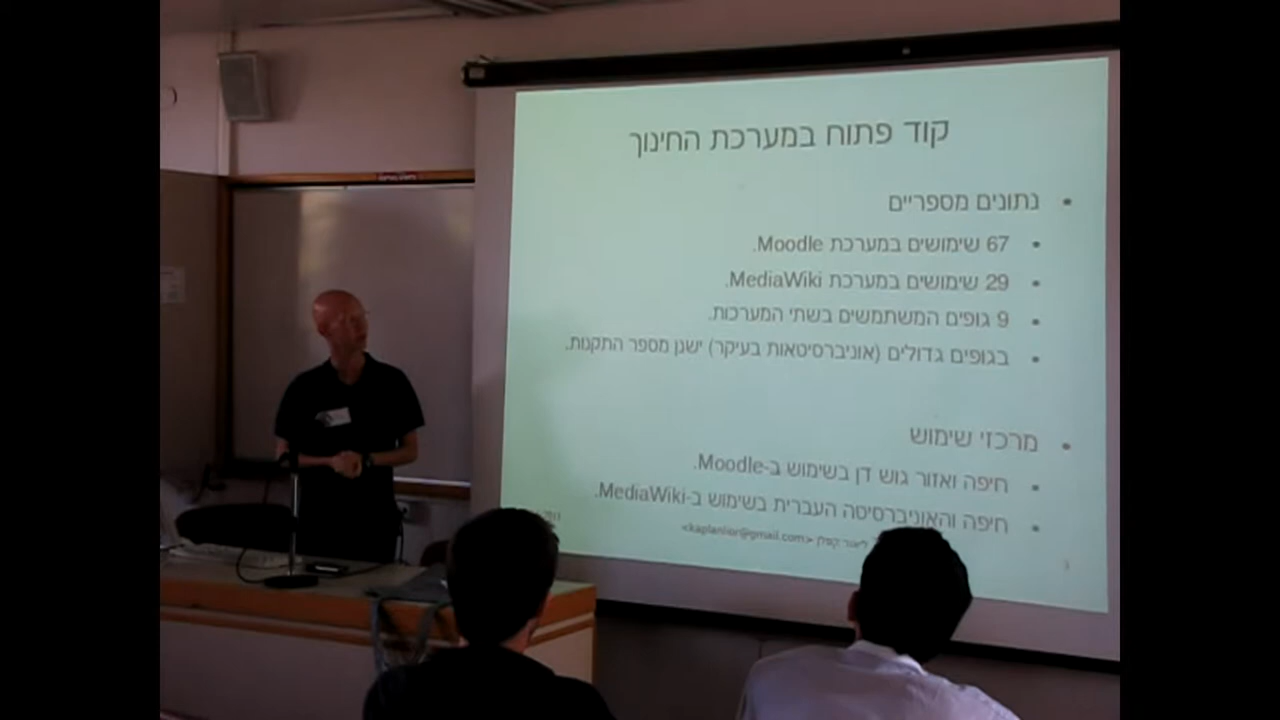 קוד פתוח במערכת החינוך
• נתונים מספריים
• 67 שימושים במערכת Moodle.
• 29 שימושים במערכת MediaWiki.
• 9 גופים המשתמשים בשתי המערכות.
• בגופים גדולים (אוניברסיטאות בעיקר) ישנן מספר התקנות.
• מרכזי שימוש
• חיפה ואזור גוש דן בשימוש ב-Moodle.
• חיפה והאוניברסיטה העברית בשימוש ב-MediaWiki.
ליאור קפלן <kaplanlior@gmail.com>